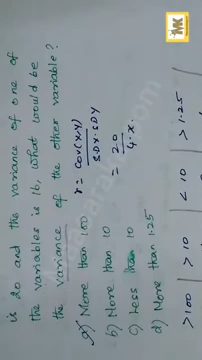 is 20 and the variance of one of
the variables is 16, what would be
the variance of the other variable?
a) More than 100
b) More than 10
c) Less than 10
d) More than 1.25
r = Cov(x,y)
SDx.SDy
= 20
4.x.
>100 | >10 | <10 | >1.25
MK